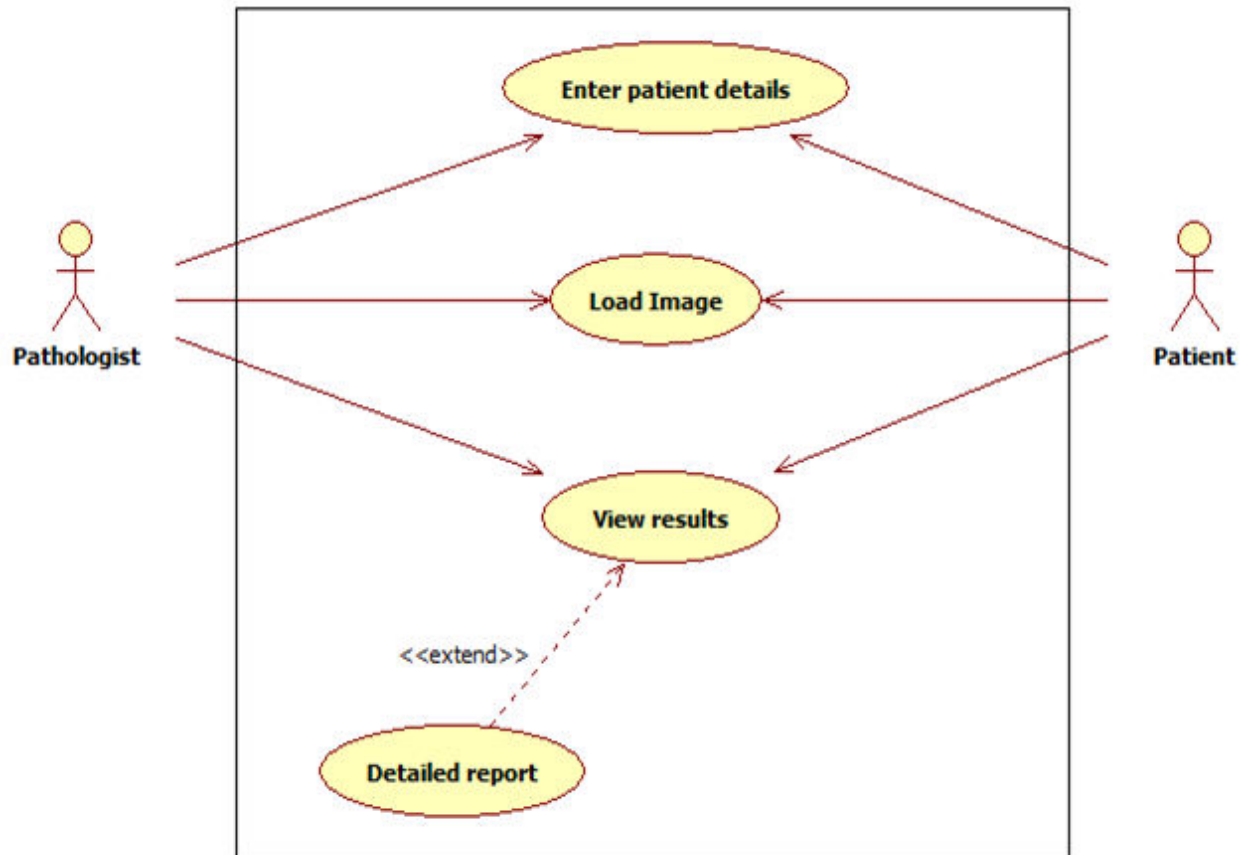 Enter patient details
Load Image
Pathologist
Patient
View results
<<extend>>
Detailed report